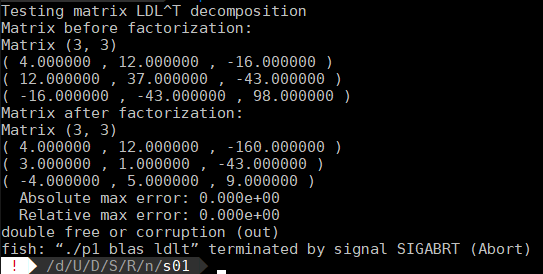 Testing matrix LDL^T decomposition
Matrix before factorization:
Matrix (3, 3)
( 4.000000 , 12.000000 , -16.000000 )
( 12.000000 , 37.000000 , -43.000000 )
( -16.000000 , -43.000000 , 98.000000 )
Matrix after factorization:
Matrix (3, 3)
( 4.000000 , 12.000000 , -160.000000 )
( 3.000000 , 1.000000 , -43.000000 )
( -4.000000 , 5.000000 , 9.000000 )
  Absolute max error: 0.000e+00
  Relative max error: 0.000e+00
double free or corruption (out)
fish: “./p1 blas ldlt” terminated by signal SIGABRT (Abort)
! /d/U/D/S/R/n/s01